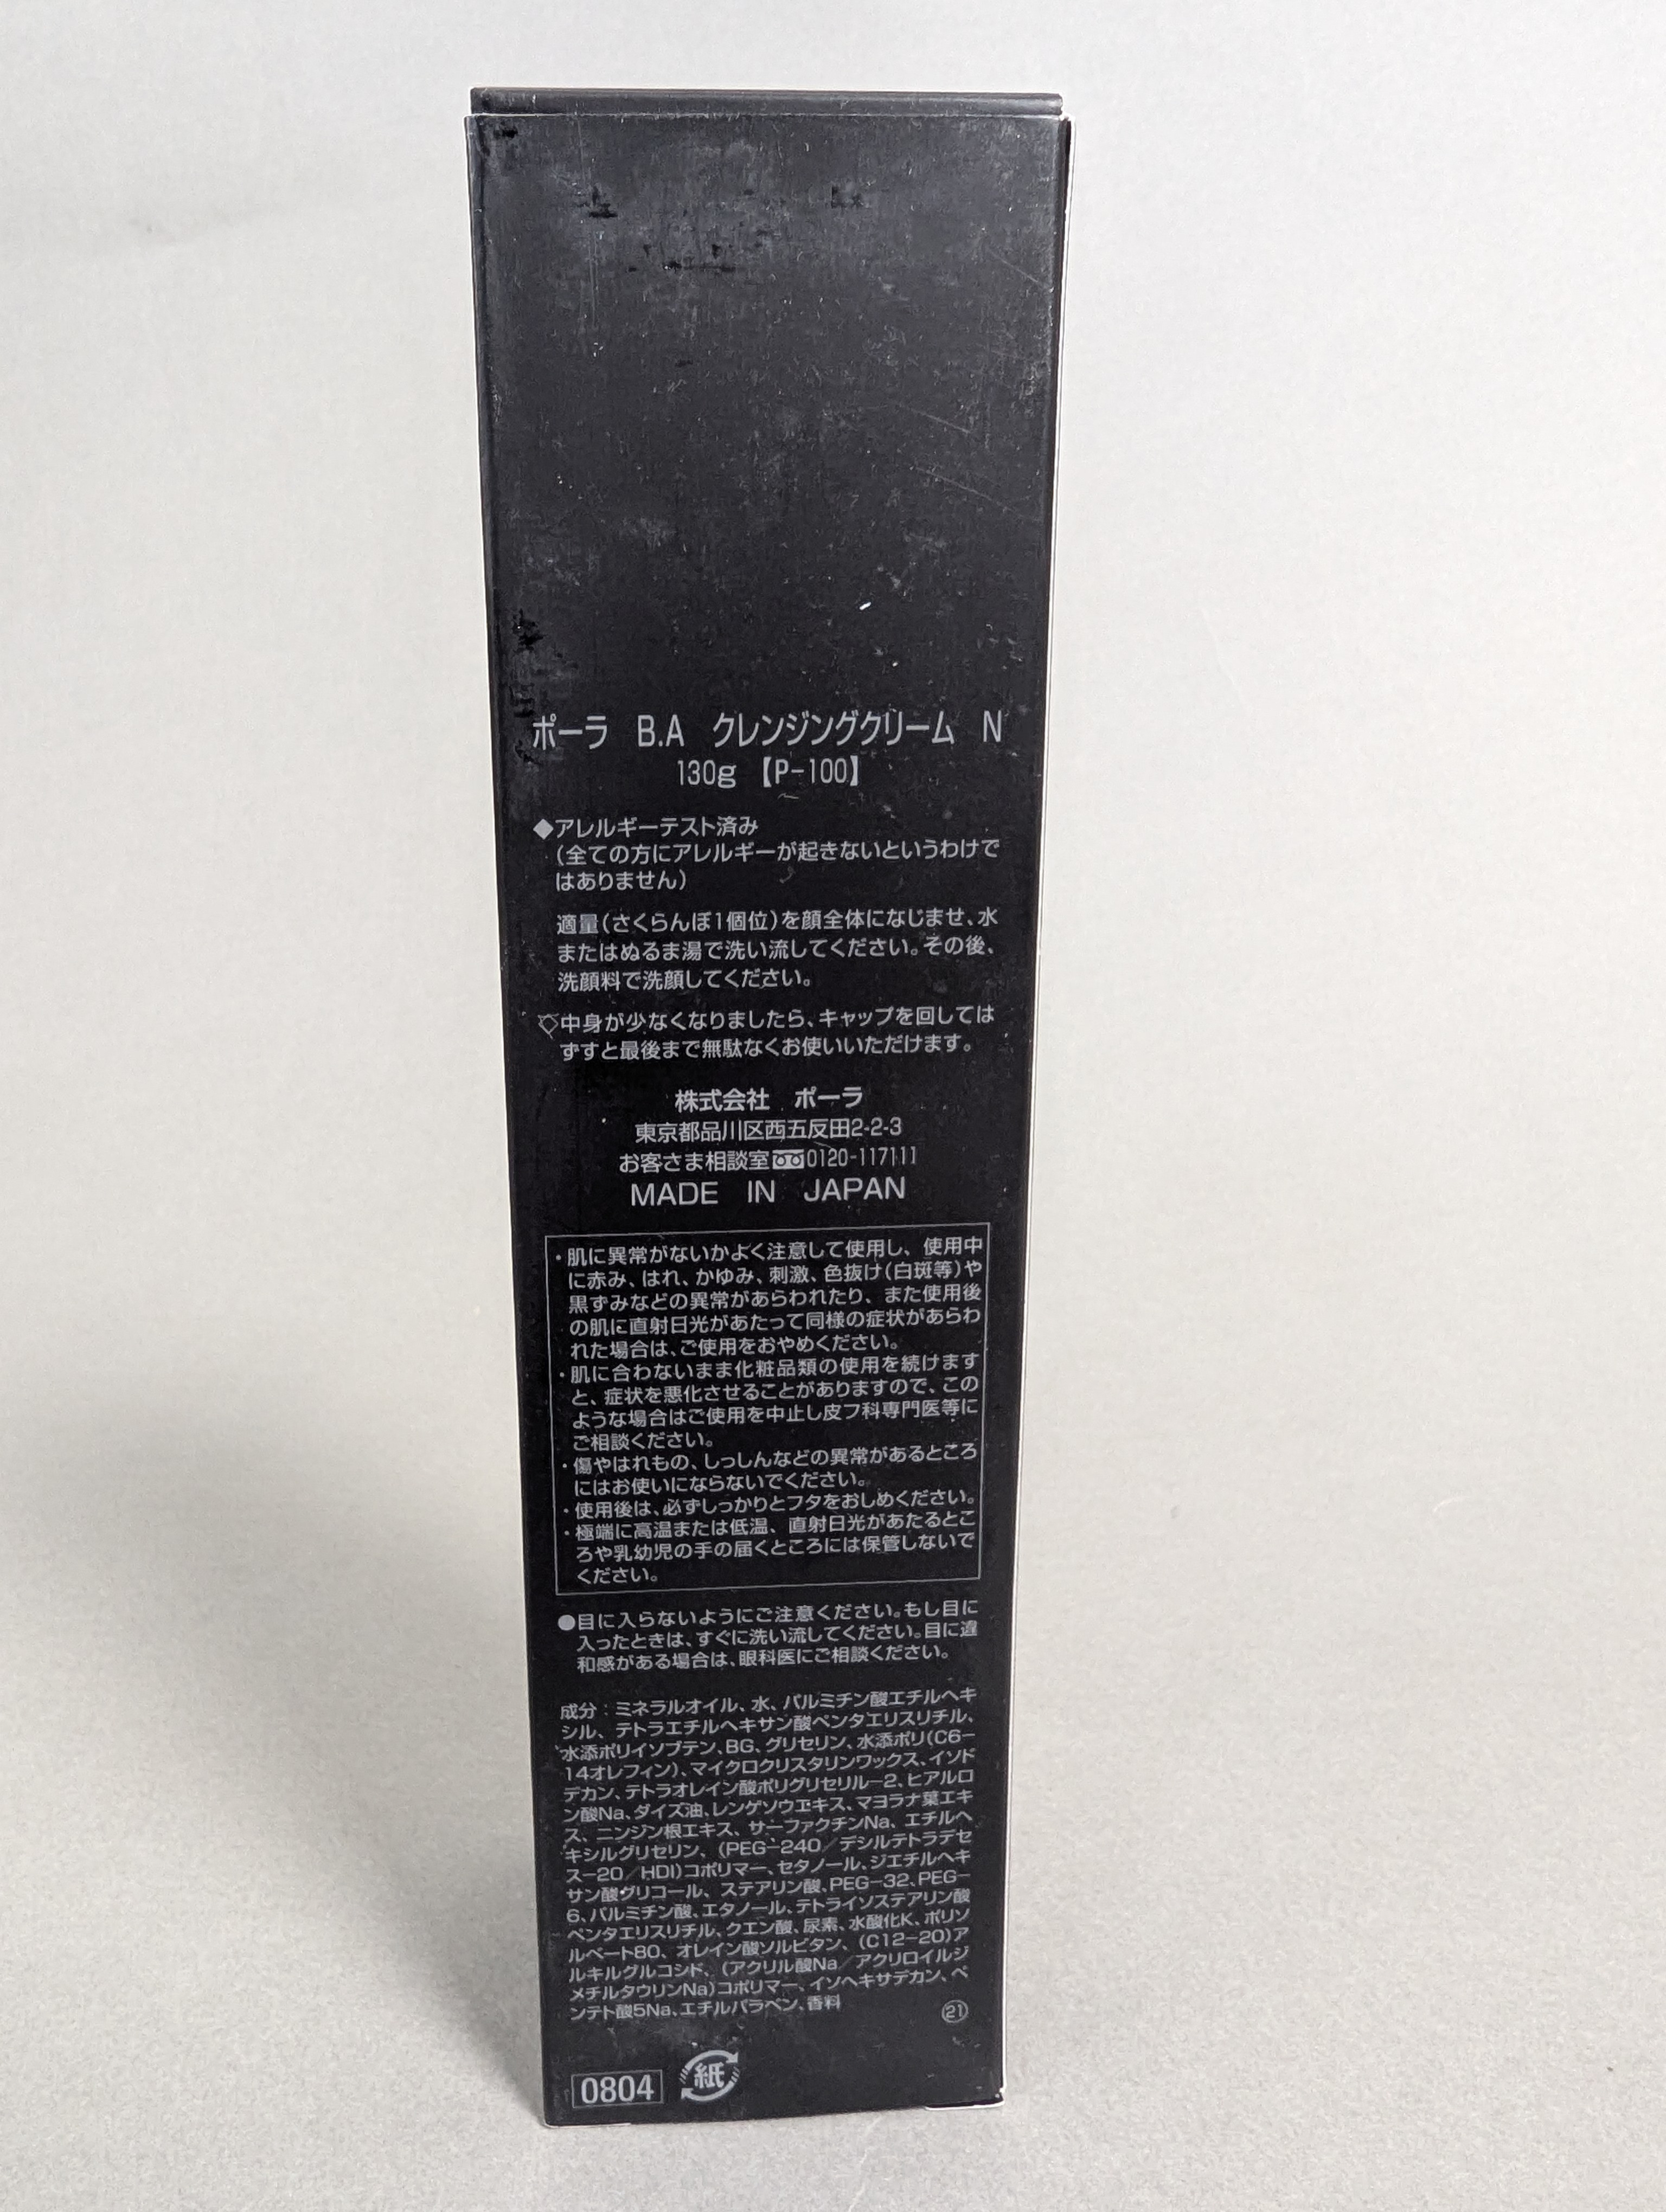 ポーラ　B.A　クレンジングクリーム　N
130g 【P-100】
◆アレルギーテスト済み
（全ての方にアレルギーが起きないというわけで
はありません）
適量（さくらんぼ1個位）を顔全体になじませ、水
またはぬるま湯で洗い流してください。その後、
洗顔料で洗顔してください。
◇中身が少なくなりましたら、キャップを回しては
ずすと最後まで無駄なくお使いいただけます。
株式会社　ポーラ
東京都品川区西五反田2-2-3
お客さま相談室0120-117111
MADE IN JAPAN
・肌に異常がないかよく注意して使用し、使用中
に赤み、はれ、かゆみ、刺激、色抜け（白斑等）や
黒ずみなどの異常があらわれたり、また使用後
の肌に直射日光があたって同様の症状があらわ
れた場合は、ご使用をおやめください。
・肌に合わないまま化粧品類の使用を続けます
と、症状を悪化させることがありますので、この
ような場合はご使用を中止し皮フ科専門医等に
ご相談ください。
・傷やはれもの、しっしんなどの異常があるところ
にはお使いにならないでください。
・使用後は、必ずしっかりとフタをおしめください。
・極端に高温または低温、直射日光があたるとこ
ろや乳幼児の手の届くところには保管しないで
ください。
●目に入らないようにご注意ください。もし目に
入ったときは、すぐに洗い流してください。目に違
和感がある場合は、眼科医にご相談ください。
成分：ミネラルオイル、水、パルミチン酸エチルヘキ
シル、テトラエチルヘキサン酸ペンタエリスリチル、
水添ポリイソブテン、BG、グリセリン、水添ポリ（C6-
14オレフィン）、マイクロクリスタリンワックス、イソド
デカン、テトラオレイン酸ポリグリセリル-2、ヒアルロ
ン酸Na、ダイズ油、レンゲソウエキス、マヨラナ葉エキ
ス、ニンジン根エキス、サーファクチンNa、エチルヘ
キシルグリセリン、（PEG-240／デシルテトラデセ
ス-20／HDI）コポリマー、セタノール、ジエチルヘキ
サン酸グリコール、ステアリン酸、PEG-32、PEG-
6、パルミチン酸、エタノール、テトライソステアリン酸
ペンタエリスリチル、クエン酸、尿素、水酸化K、ポリソ
ルベート80、オレイン酸ソルビタン、（C12-20）ア
ルキルグルコシド、（アクリル酸Na／アクリロイルジ
メチルタウリンNa）コポリマー、イソヘキサデカン、ペ
ンテト酸5Na、エチルパラベン、香料
㉑
0804
紙